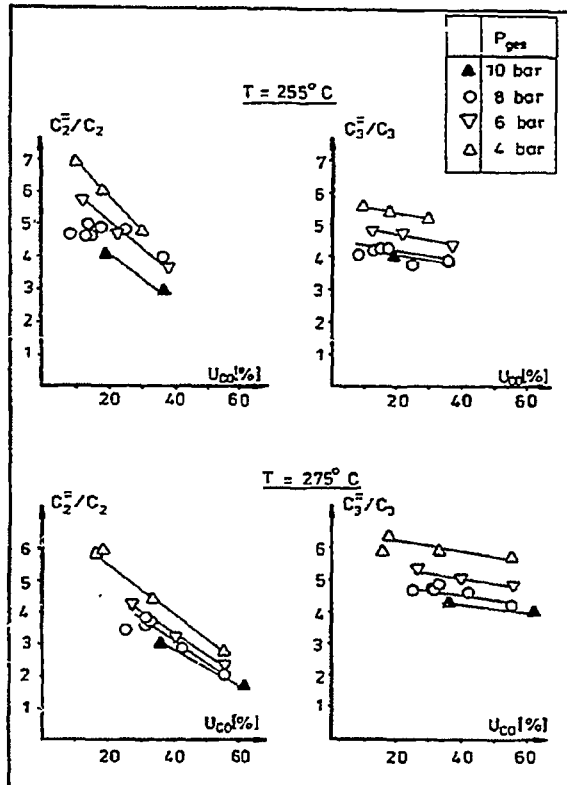 P_ges
▲ 10 bar
○ 8 bar
▽ 6 bar
△ 4 bar
T = 255° C
C₂⁼/C₂
7
6
5
4
3
2
1
20 40 60
U_CO[%]
C₃⁼/C₃
7
6
5
4
3
2
1
20 40 60
U_CO[%]
T = 275° C
C₂⁼/C₂
6
5
4
3
2
1
20 40 60
U_CO[%]
C₃⁼/C₃
6
5
4
3
2
1
20 40 60
U_CO[%]